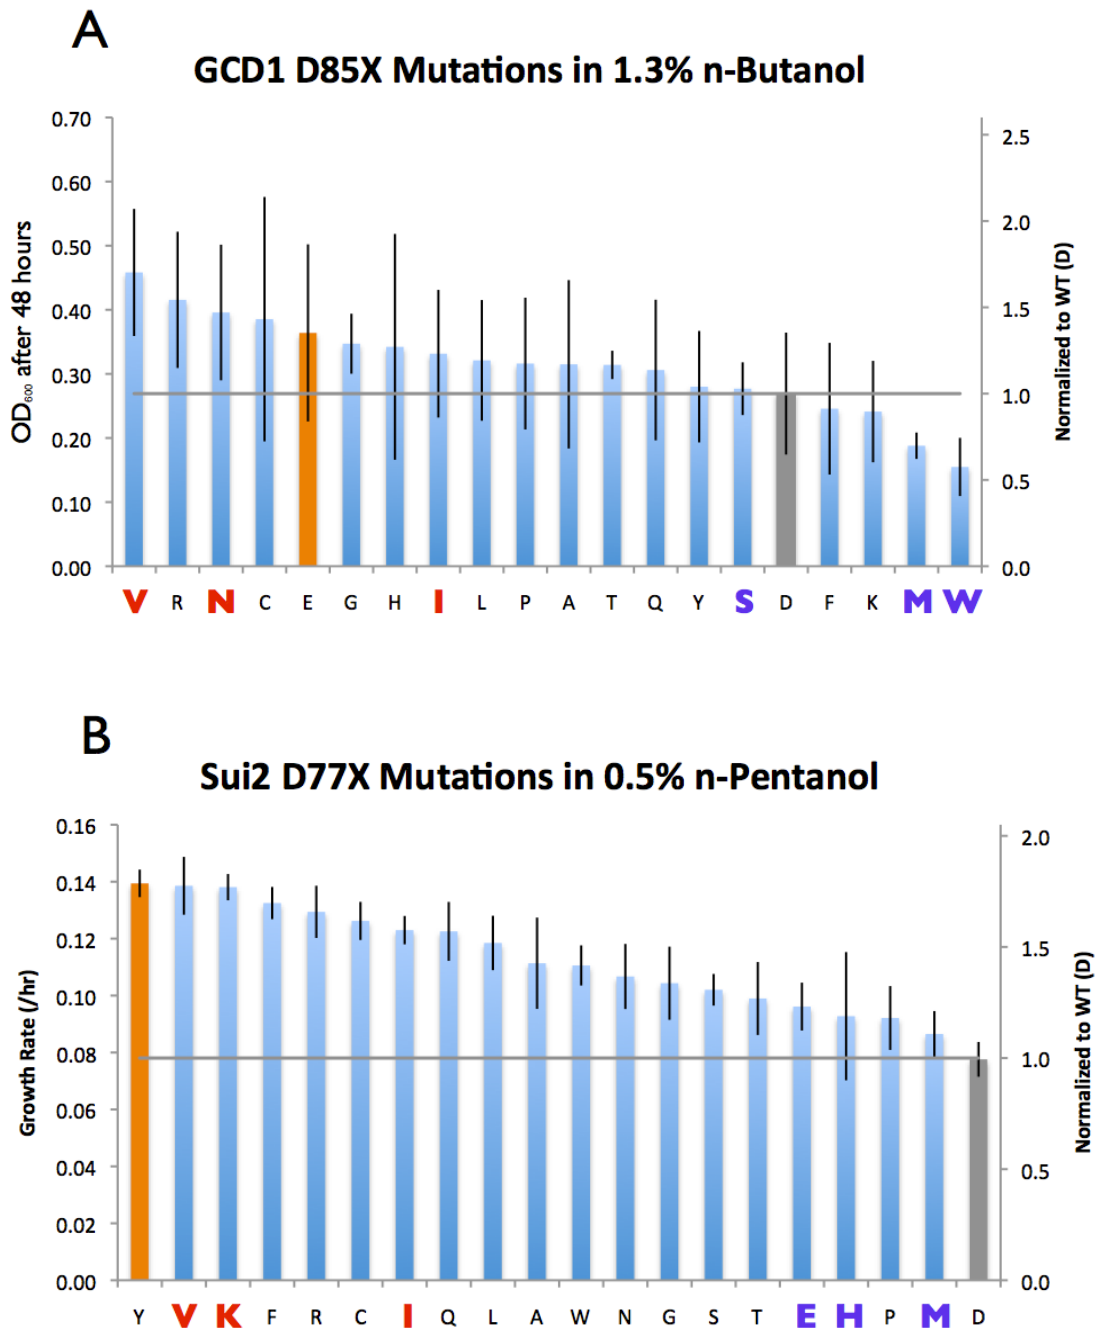 A
GCD1 D85X Mutations in 1.3% n-Butanol
OD600 after 48 hours
0.70
0.60
0.50
0.40
0.30
0.20
0.10
0.00
2.5
2.0
1.5
1.0
0.5
0.0
Normalized to WT (D)
V R N C E G H I L P A T Q Y S D F K M W
B
Sui2 D77X Mutations in 0.5% n-Pentanol
Growth Rate (/hr)
0.16
0.14
0.12
0.10
0.08
0.06
0.04
0.02
0.00
2.0
1.5
1.0
0.5
0.0
Normalized to WT (D)
Y V K F R C I Q L A W N G S T E H P M D